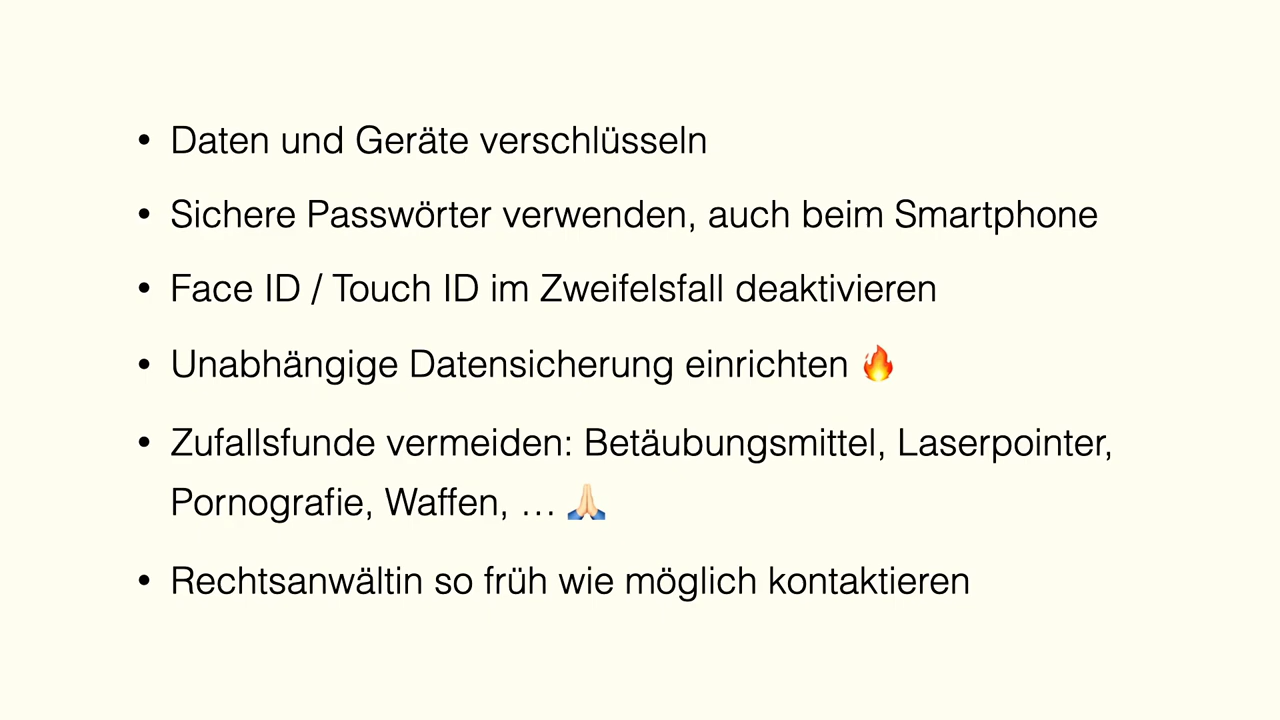 • Daten und Geräte verschlüsseln
• Sichere Passwörter verwenden, auch beim Smartphone
• Face ID / Touch ID im Zweifelsfall deaktivieren
• Unabhängige Datensicherung einrichten 🔥
• Zufallsfunde vermeiden: Betäubungsmittel, Laserpointer,
Pornografie, Waffen, … 🙏🏻
• Rechtsanwältin so früh wie möglich kontaktieren